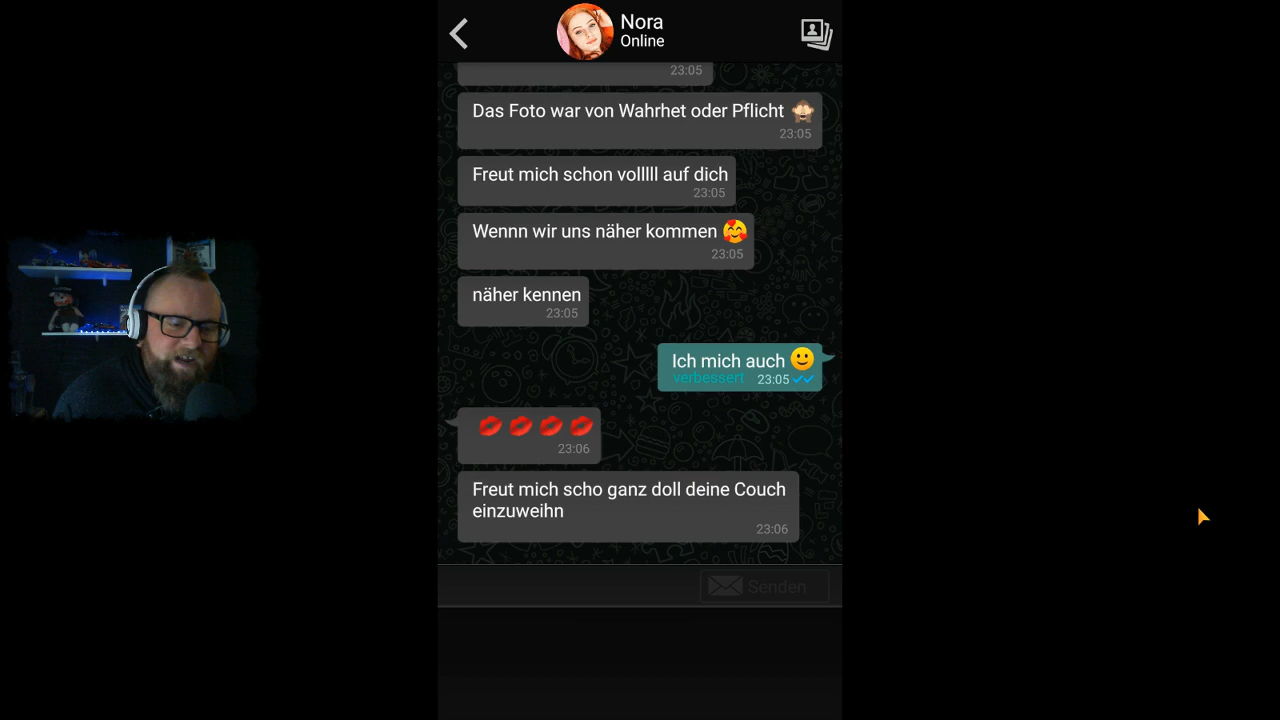 Nora
Online
23:05
Das Foto war von Wahrhet oder Pflicht 🙈
23:05
Freut mich schon volllll auf dich
23:05
Wennn wir uns näher kommen 🥰
23:05
näher kennen
23:05
Ich mich auch 🙂
verbessert 23:05
💋 💋 💋 💋
23:06
Freut mich scho ganz doll deine Couch
einzuweihn
23:06
Senden